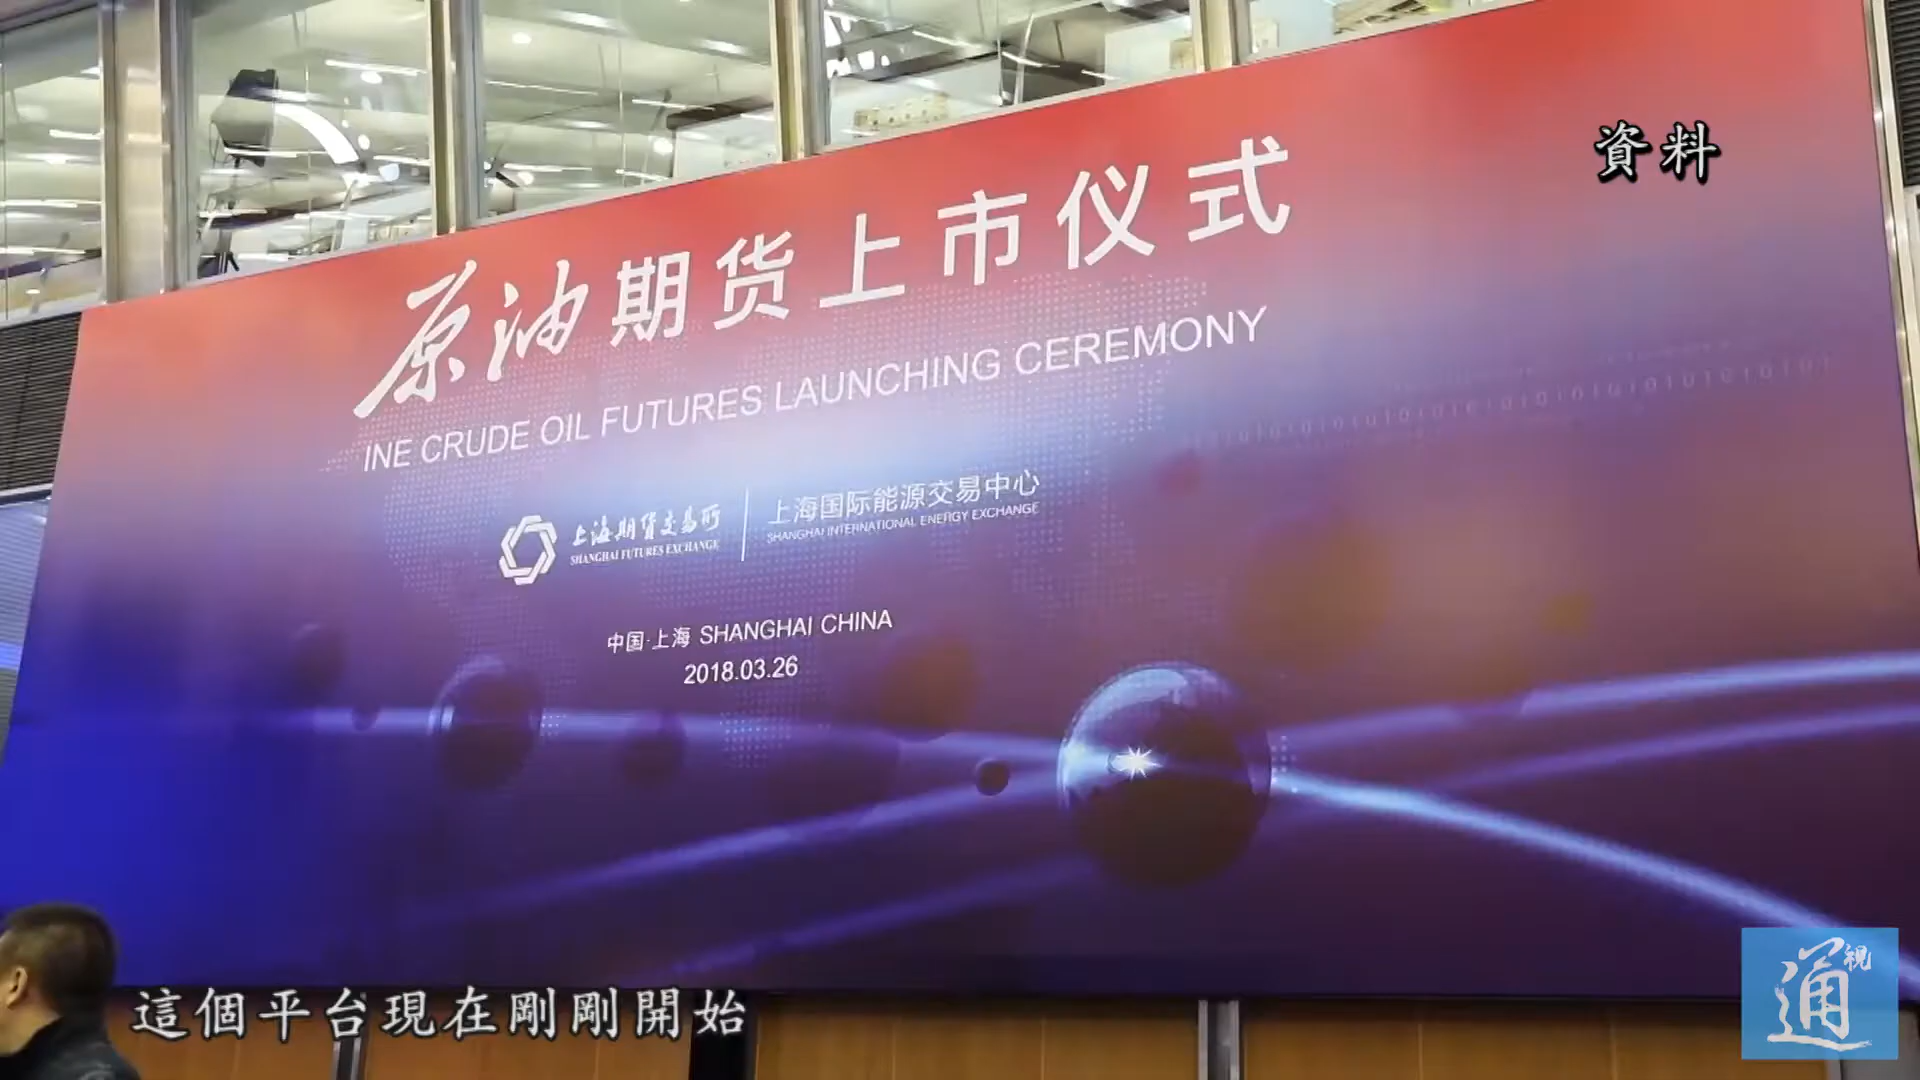 資料
原油期货上市仪式
INE CRUDE OIL FUTURES LAUNCHING CEREMONY
上海期货交易所
SHANGHAI FUTURES EXCHANGE
上海国际能源交易中心
SHANGHAI INTERNATIONAL ENERGY EXCHANGE
中国·上海 SHANGHAI CHINA
2018.03.26
這個平台現在剛剛開始
通視